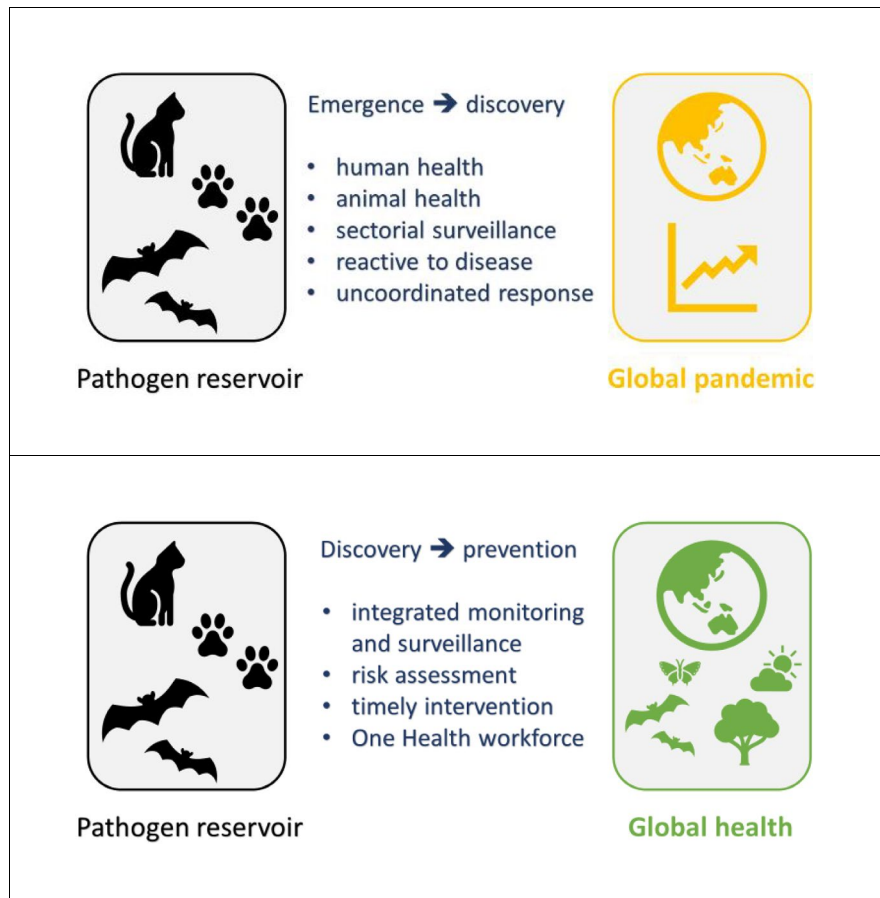 Emergence ➔ discovery
• human health
• animal health
• sectorial surveillance
• reactive to disease
• uncoordinated response
Pathogen reservoir
Global pandemic
Discovery ➔ prevention
• integrated monitoring
and surveillance
• risk assessment
• timely intervention
• One Health workforce
Pathogen reservoir
Global health